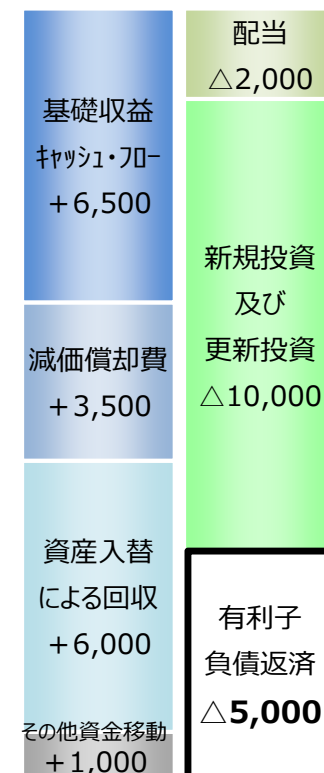 基礎収益
ｷｬｯｼｭ・ﾌﾛｰ
+6,500
減価償却費
+3,500
資産入替
による回収
+6,000
その他資金移動
+1,000
配当
△2,000
新規投資
及び
更新投資
△10,000
有利子
負債返済
△5,000